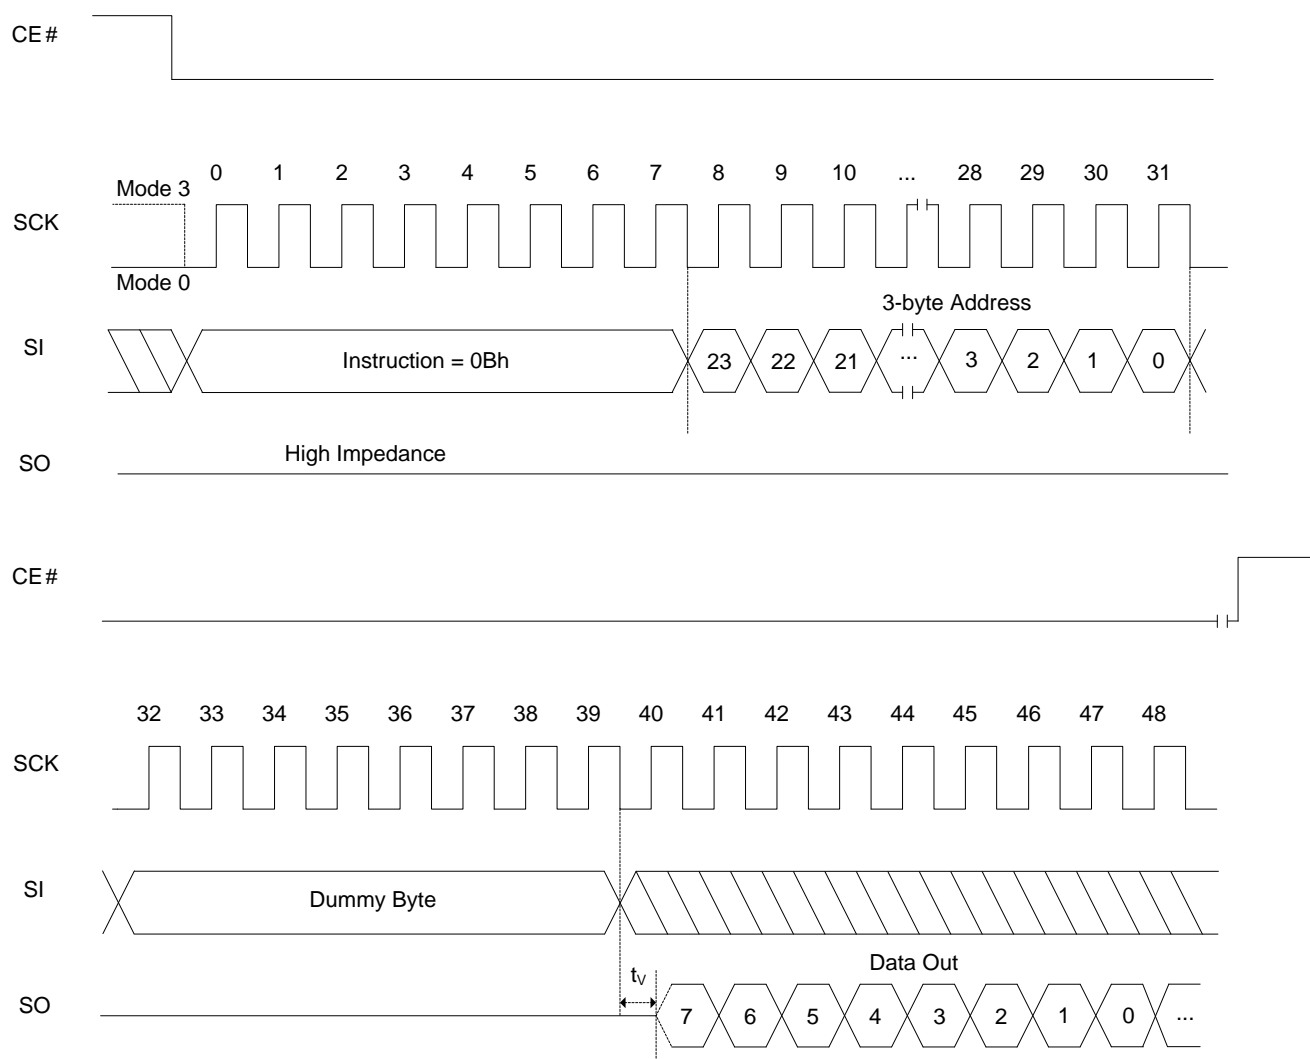 CE#
0 1 2 3 4 5 6 7 8 9 10 ... 28 29 30 31
Mode 3
SCK
Mode 0
3-byte Address
SI
Instruction = 0Bh 23 22 21 ... 3 2 1 0
High Impedance
SO
CE#
32 33 34 35 36 37 38 39 40 41 42 43 44 45 46 47 48
SCK
SI
Dummy Byte
Data Out
tV
SO
7 6 5 4 3 2 1 0 ...